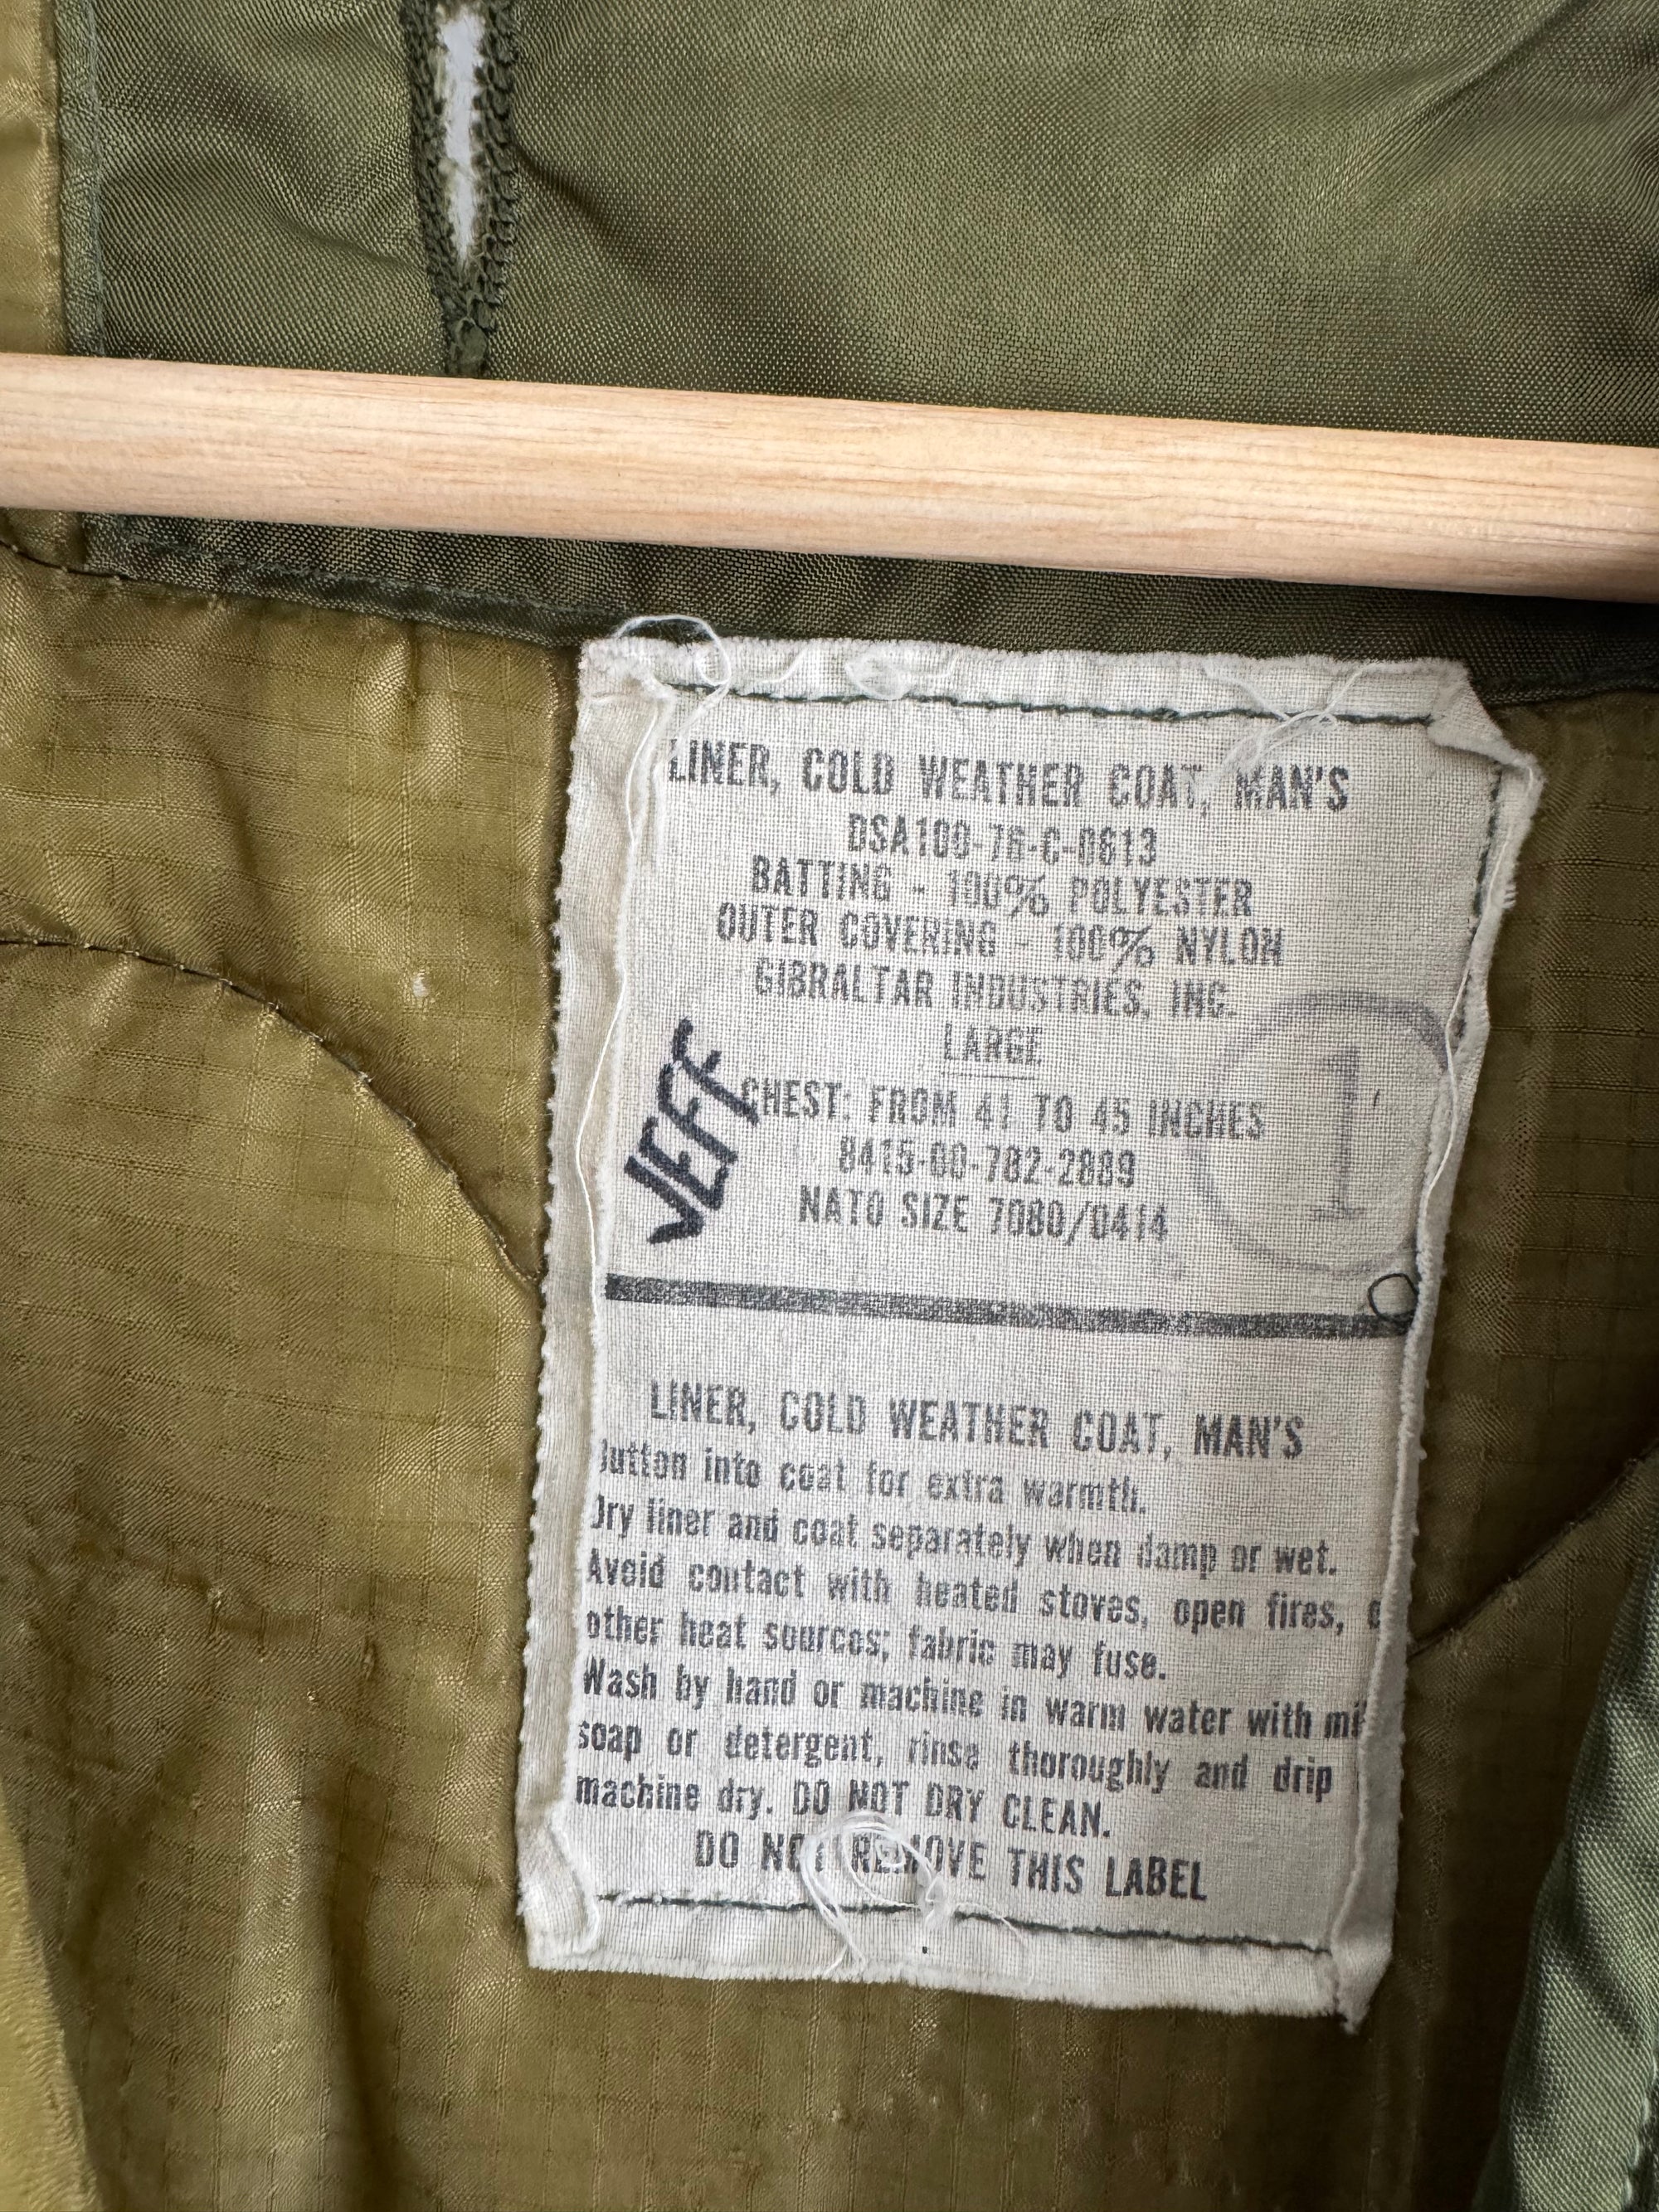 LINER, COLD WEATHER COAT, MAN'S
DSA100-76-C-0613
BATTING - 100% POLYESTER
OUTER COVERING - 100% NYLON
GIBRALTAR INDUSTRIES, INC.
LARGE
CHEST: FROM 41 TO 45 INCHES
8415-00-782-2889
NATO SIZE 7080/0414
JEFF
1
LINER, COLD WEATHER COAT, MAN'S
utton into coat for extra warmth.
Dry liner and coat separately when damp or wet.
Avoid contact with heated stoves, open fires, o
other heat sources; fabric may fuse.
Wash by hand or machine in warm water with mil
soap or detergent, rinse thoroughly and drip
machine dry. DO NOT DRY CLEAN.
DO NOT REMOVE THIS LABEL